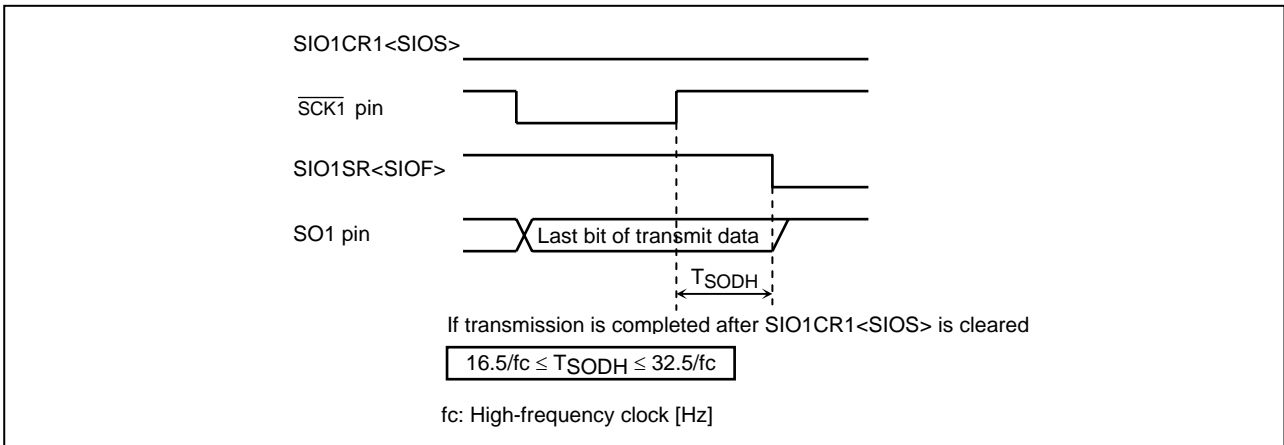 SIO1CR1<SIOS>
SCK1 pin
SIO1SR<SIOF>
SO1 pin
Last bit of transmit data
TSODH
If transmission is completed after SIO1CR1<SIOS> is cleared
16.5/fc ≤ TSODH ≤ 32.5/fc
fc: High-frequency clock [Hz]